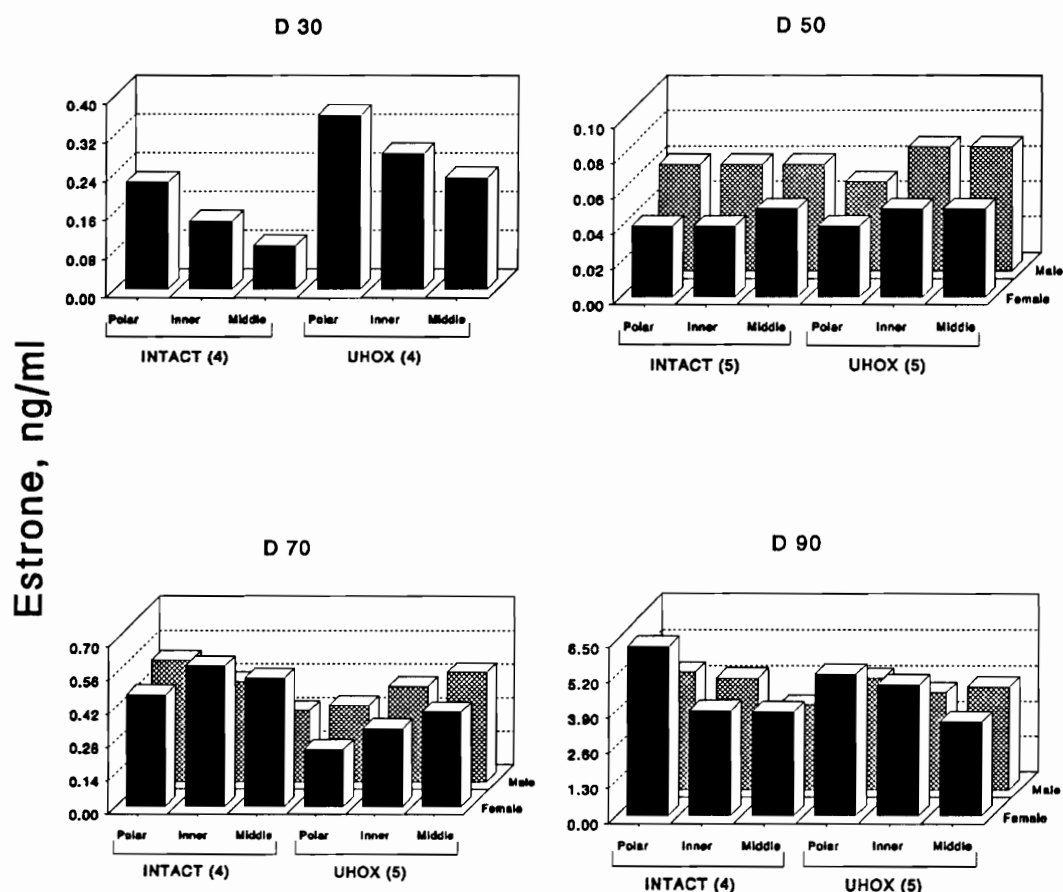 D 30
0.40
0.32
0.24
0.16
0.08
0.00
Polar Inner Middle Polar Inner Middle
INTACT (4) UHOX (4)
D 50
0.10
0.08
0.06
0.04
0.02
0.00
Male
Female
Polar Inner Middle Polar Inner Middle
INTACT (5) UHOX (5)
Estrone, ng/ml
D 70
0.70
0.56
0.42
0.28
0.14
0.00
Male
Female
Polar Inner Middle Polar Inner Middle
INTACT (4) UHOX (5)
D 90
6.50
5.20
3.90
2.60
1.30
0.00
Male
Female
Polar Inner Middle Polar Inner Middle
INTACT (4) UHOX (5)